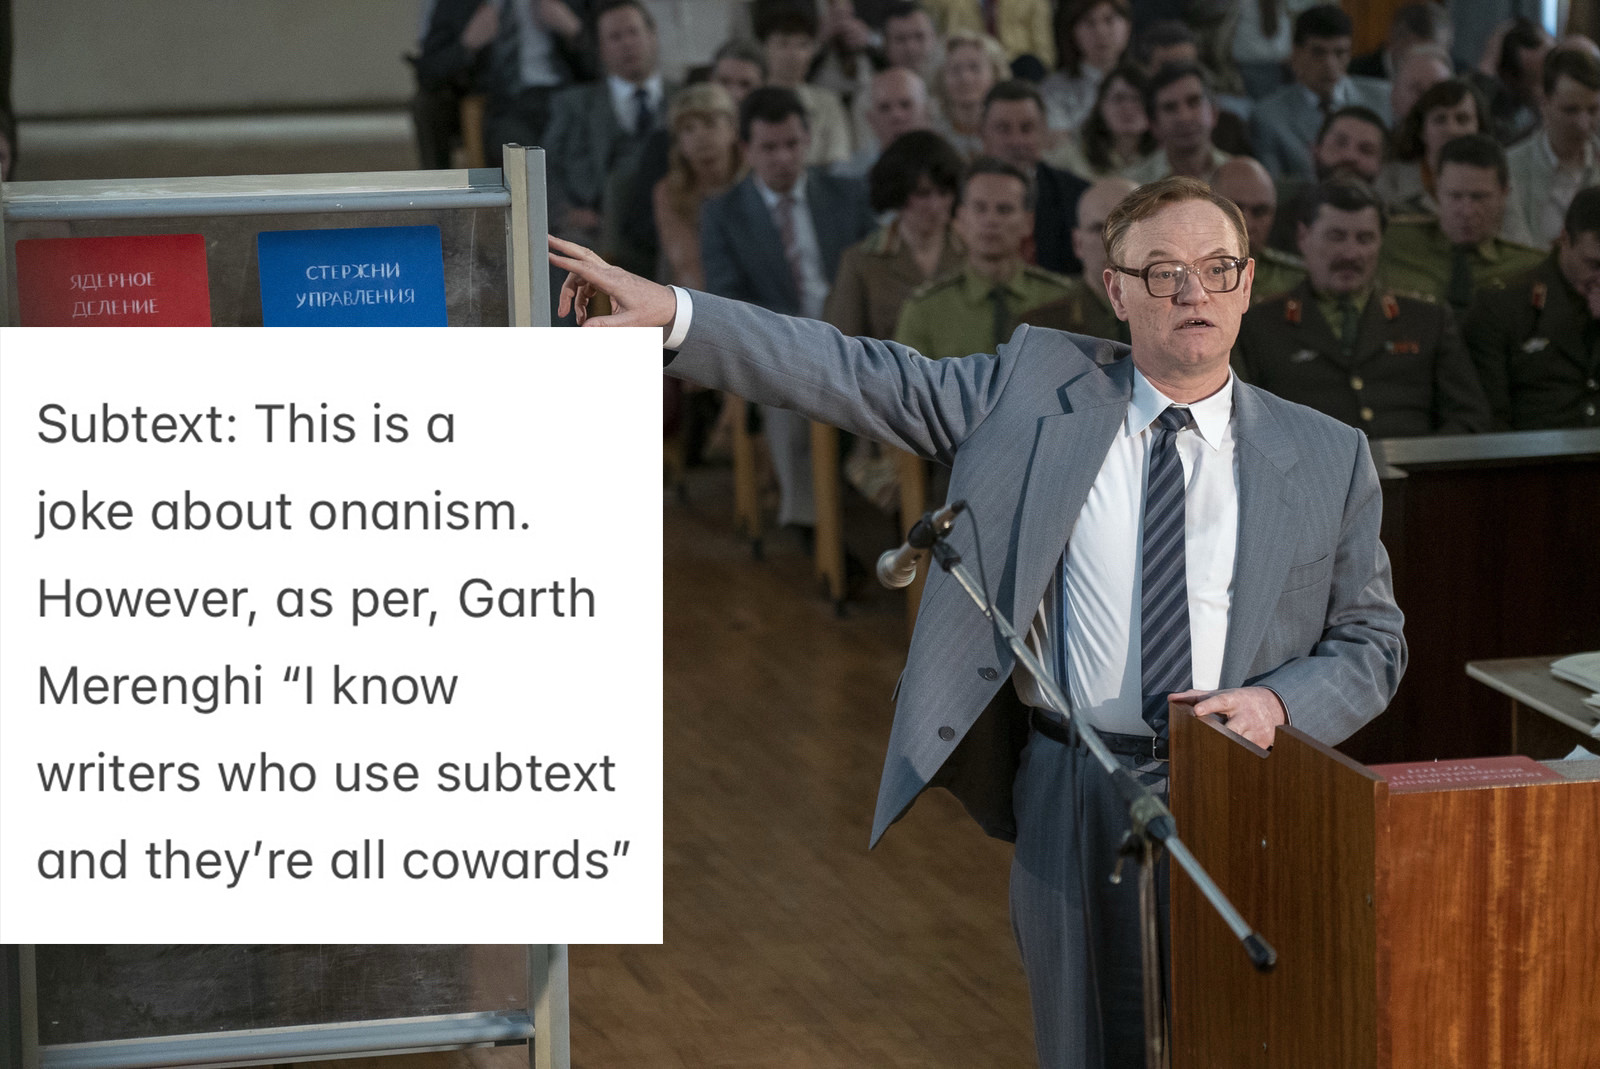 ЯДЕРНОЕ
ДЕЛЕНИЕ
СТЕРЖНИ
УПРАВЛЕНИЯ
Subtext: This is a
joke about onanism.
However, as per, Garth
Merenghi “I know
writers who use subtext
and they’re all cowards”